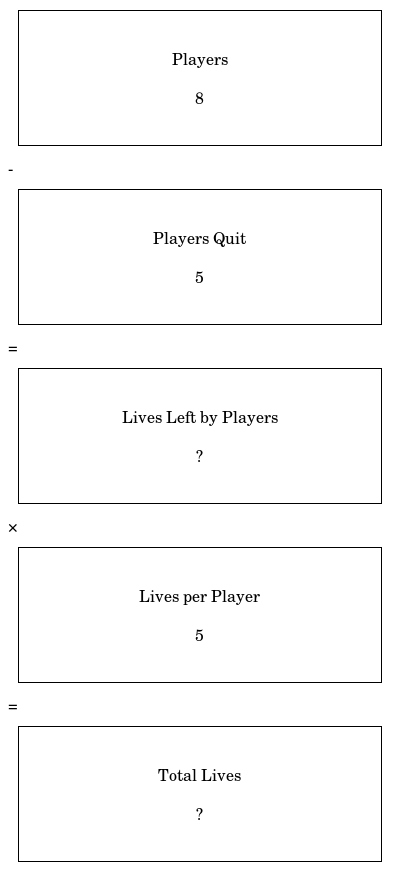 Players
8
-
Players Quit
5
=
Lives Left by Players
?
×
Lives per Player
5
=
Total Lives
?